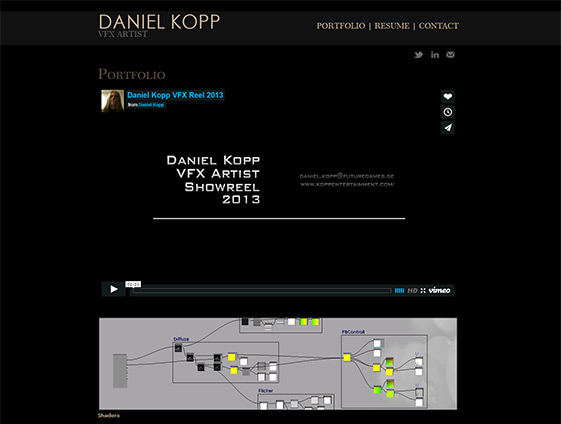 DANIEL KOPP
VFX ARTIST
PORTFOLIO | RESUME | CONTACT
PORTFOLIO
Daniel Kopp VFX Reel 2013
from Daniel Kopp
DANIEL KOPP
VFX ARTIST
SHOWREEL
2013
DANIEL.KOPP@FUTUREGAMES.SE
WWW.KOPPENTERTAINMENT.COM/
02:23
HD
vimeo
Diffuse
FBControll
Flicker
Shaders